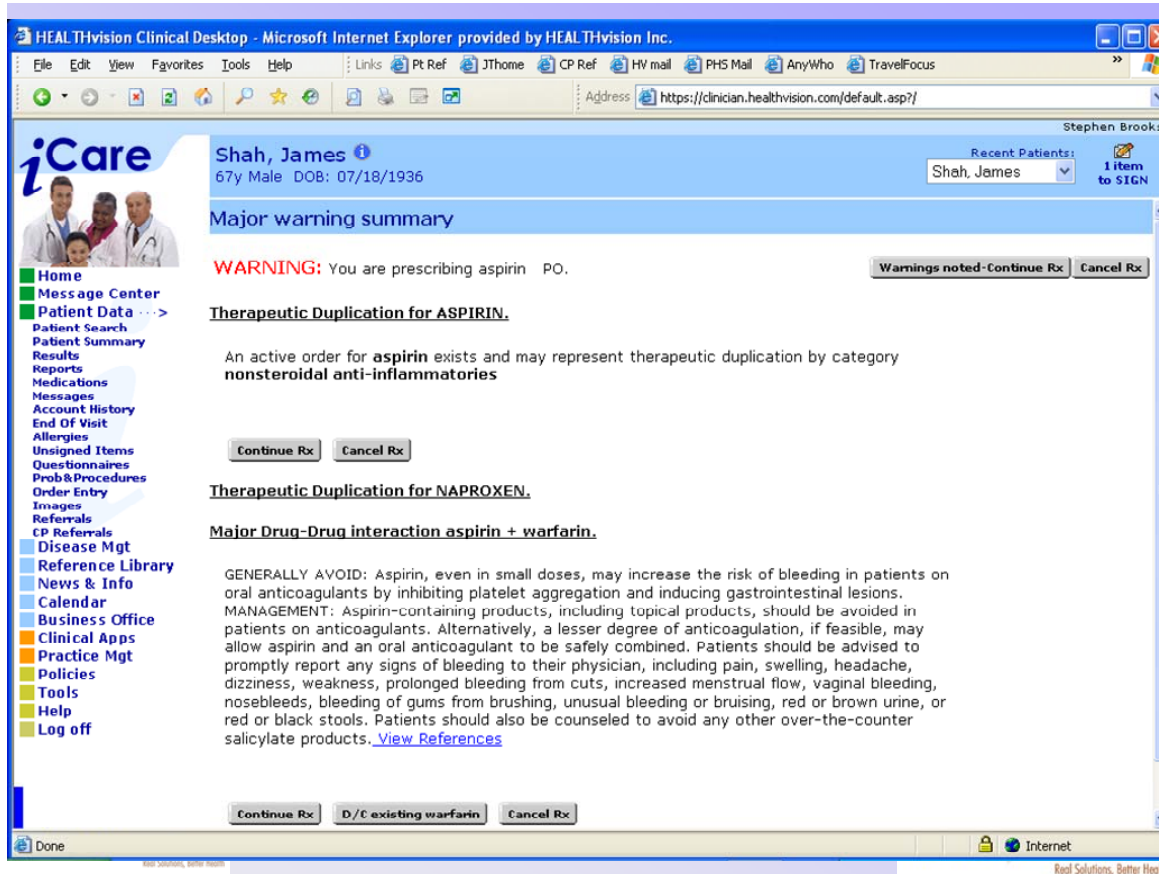 HEALTHvision Clinical Desktop - Microsoft Internet Explorer provided by HEALTHvision Inc.
File Edit View Favorites Tools Help Links Pt Ref JThome CP Ref HV mail PHS Mail AnyWho TravelFocus »
Address https://clinician.healthvision.com/default.asp?/
Stephen Brook
iCare
Shah, James
67y Male DOB: 07/18/1936
Recent Patients:
Shah, James
1 item
to SIGN
Major warning summary
WARNING: You are prescribing aspirin PO.
Warnings noted-Continue Rx Cancel Rx
Therapeutic Duplication for ASPIRIN.
An active order for aspirin exists and may represent therapeutic duplication by category
nonsteroidal anti-inflammatories
Continue Rx Cancel Rx
Therapeutic Duplication for NAPROXEN.
Major Drug-Drug interaction aspirin + warfarin.
GENERALLY AVOID: Aspirin, even in small doses, may increase the risk of bleeding in patients on
oral anticoagulants by inhibiting platelet aggregation and inducing gastrointestinal lesions.
MANAGEMENT: Aspirin-containing products, including topical products, should be avoided in
patients on anticoagulants. Alternatively, a lesser degree of anticoagulation, if feasible, may
allow aspirin and an oral anticoagulant to be safely combined. Patients should be advised to
promptly report any signs of bleeding to their physician, including pain, swelling, headache,
dizziness, weakness, prolonged bleeding from cuts, increased menstrual flow, vaginal bleeding,
nosebleeds, bleeding of gums from brushing, unusual bleeding or bruising, red or brown urine, or
red or black stools. Patients should also be counseled to avoid any other over-the-counter
salicylate products. View References
Continue Rx D/C existing warfarin Cancel Rx
Home
Message Center
Patient Data ···>
Patient Search
Patient Summary
Results
Reports
Medications
Messages
Account History
End Of Visit
Allergies
Unsigned Items
Questionnaires
Prob&Procedures
Order Entry
Images
Referrals
CP Referrals
Disease Mgt
Reference Library
News & Info
Calendar
Business Office
Clinical Apps
Practice Mgt
Policies
Tools
Help
Log off
Done
Internet
Real Solutions, Better Health
Real Solutions, Better Hea